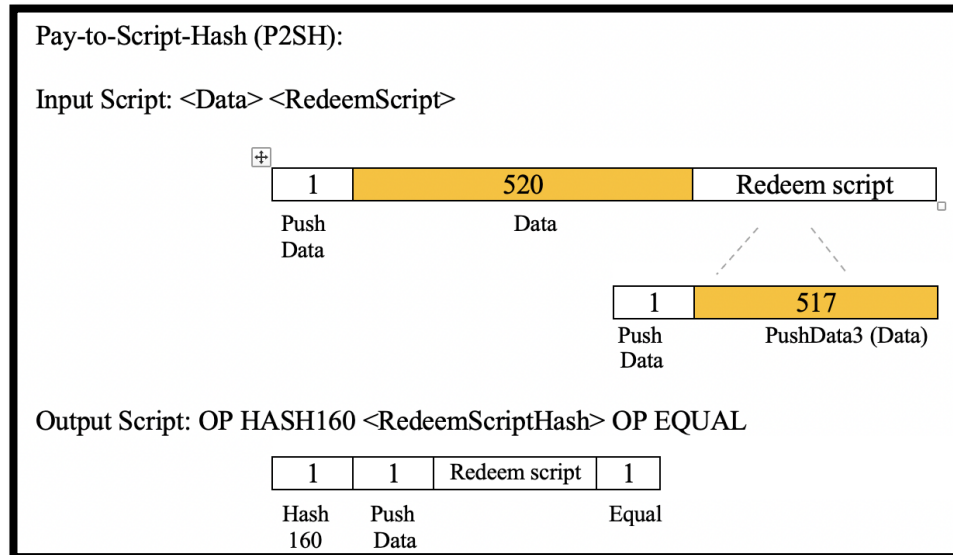 Pay-to-Script-Hash (P2SH):
Input Script: <Data> <RedeemScript>
1 520 Redeem script
Push Data
Data
1 517
Push PushData3 (Data)
Data
Output Script: OP HASH160 <RedeemScriptHash> OP EQUAL
1 1 Redeem script 1
Hash Push Equal
160 Data